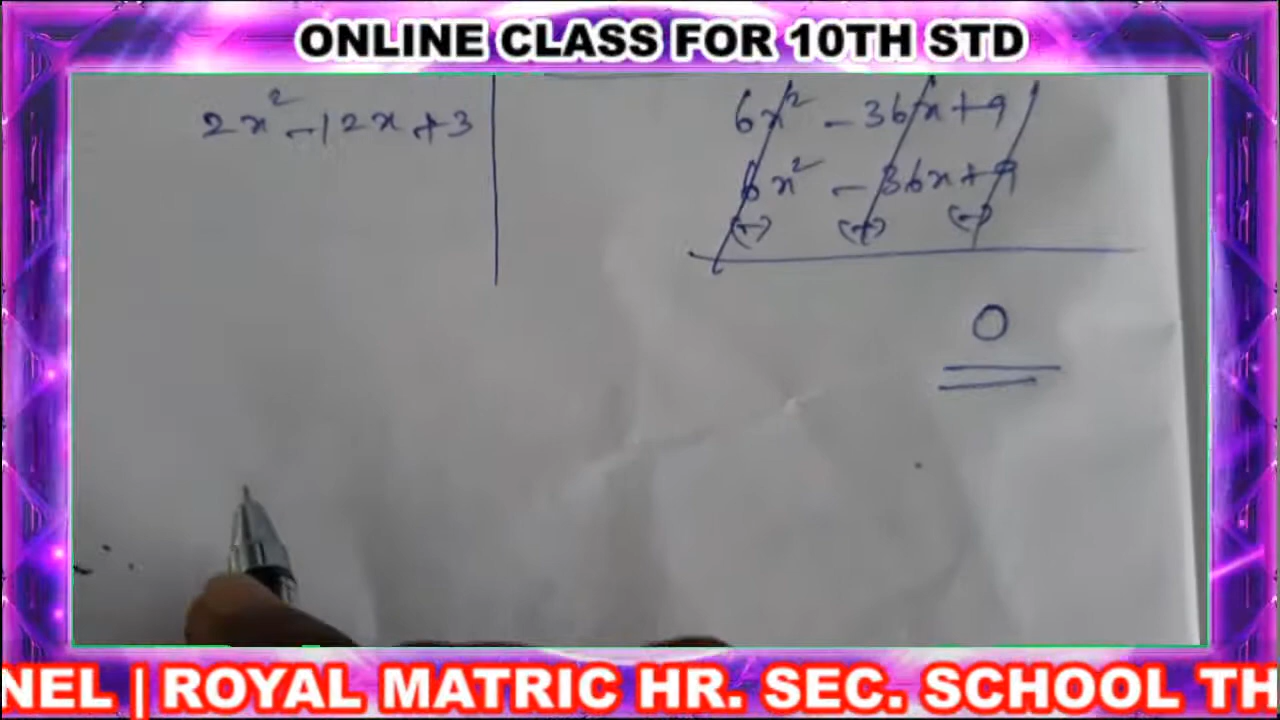 ONLINE CLASS FOR 10TH STD
2x² -12x +3
6x² - 36x + 9
6x² - 36x + 9
(-) (+) (-)
0
NEL | ROYAL MATRIC HR. SEC. SCHOOL TH